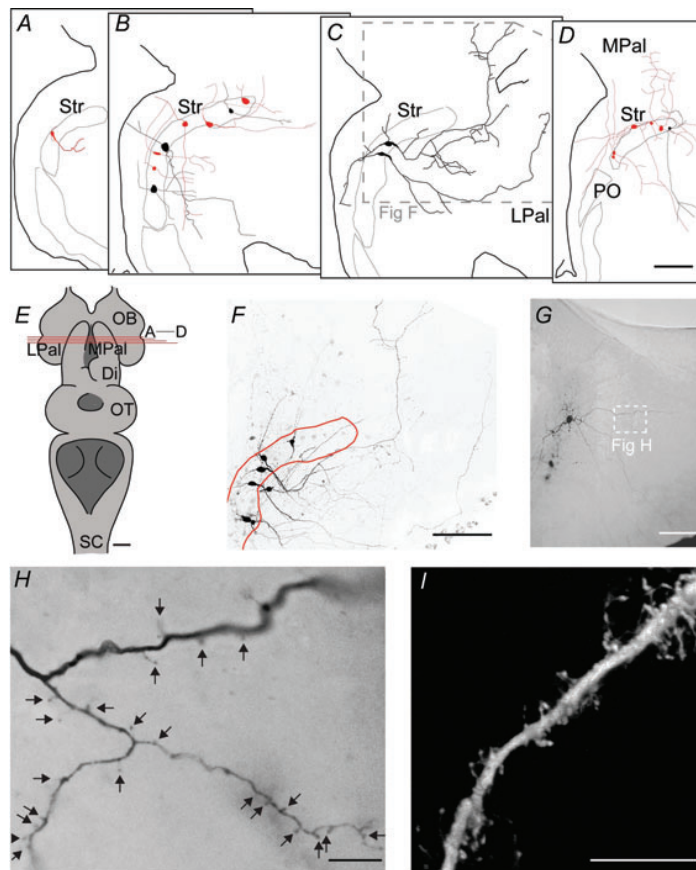 A
Str
B
Str
C
Str
Fig F
LPal
D
MPal
Str
PO
E
OB
A—D
LPal
MPal
Di
OT
SC
F
G
Fig H
H
I